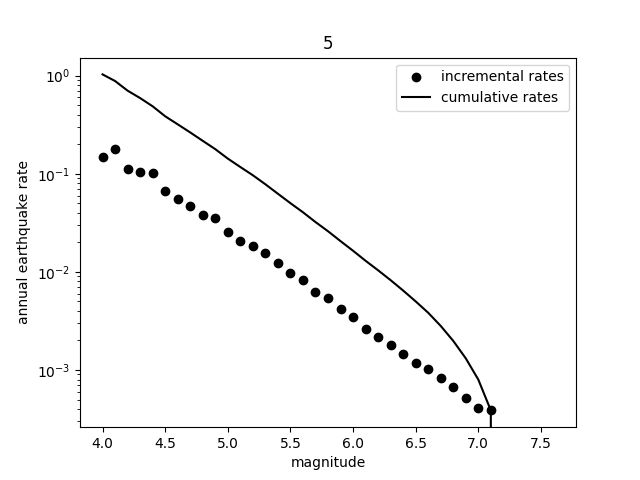 5
incremental rates
cumulative rates
annual earthquake rate
10⁰
10⁻¹
10⁻²
10⁻³
4.0 4.5 5.0 5.5 6.0 6.5 7.0 7.5
magnitude